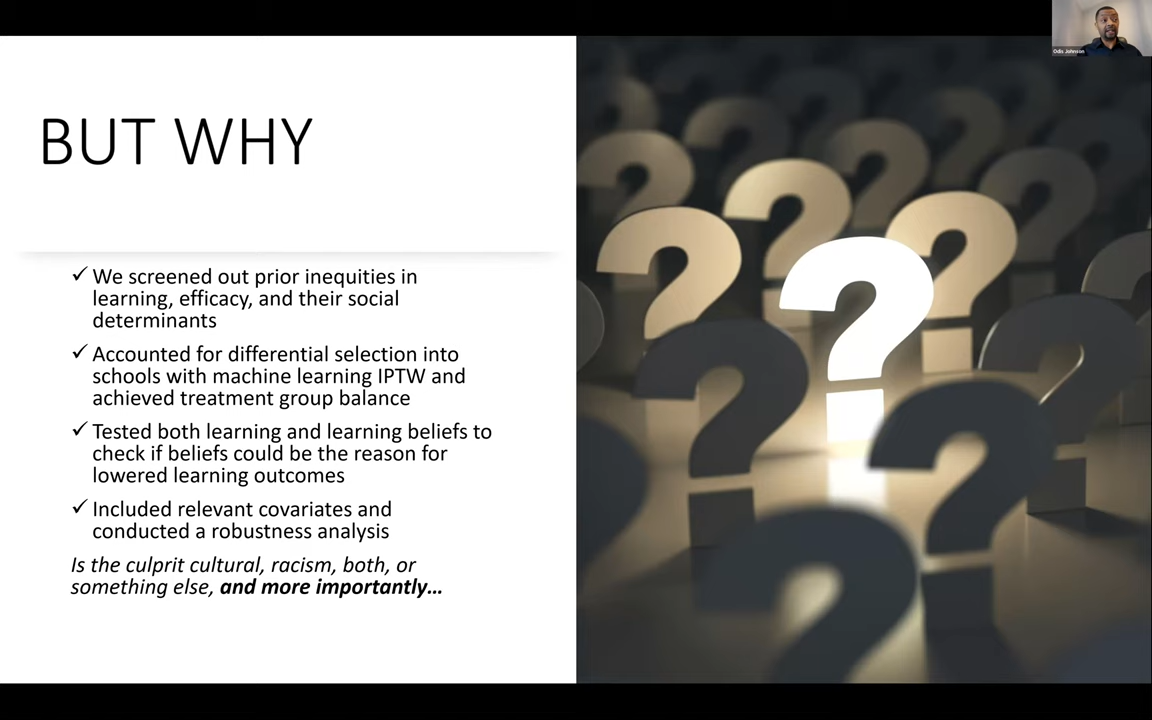 BUT WHY
✓ We screened out prior inequities in
learning, efficacy, and their social
determinants
✓ Accounted for differential selection into
schools with machine learning IPTW and
achieved treatment group balance
✓ Tested both learning and learning beliefs to
check if beliefs could be the reason for
lowered learning outcomes
✓ Included relevant covariates and
conducted a robustness analysis
Is the culprit cultural, racism, both, or
something else, and more importantly...
Odis Johnson